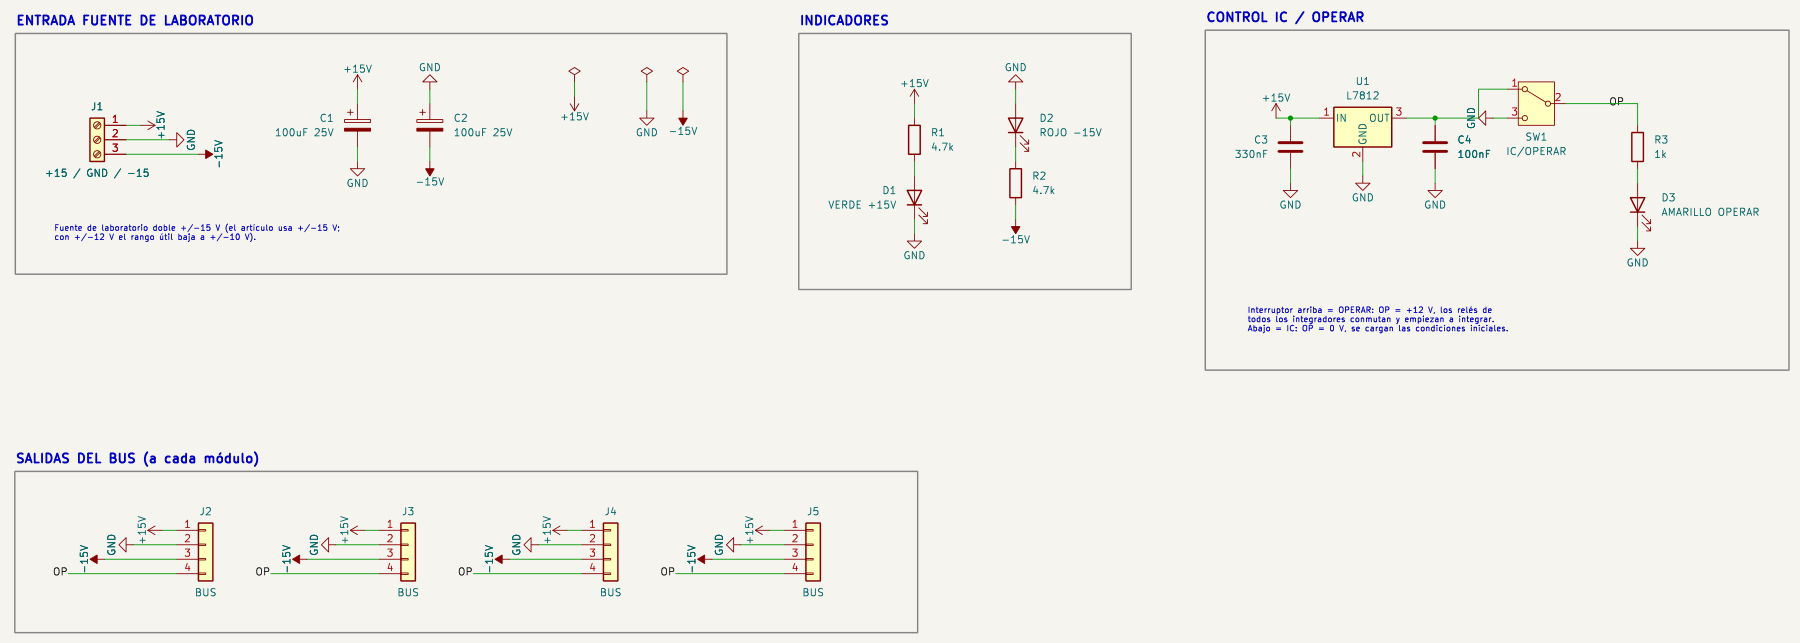 ENTRADA FUENTE DE LABORATORIO
J1
1
2
3
+15V
GND
-15V
+15 / GND / -15
+15V
C1
100uF 25V
GND
GND
C2
100uF 25V
-15V
+15V
GND
-15V
Fuente de laboratorio doble +/-15 V (el artículo usa +/-15 V;
con +/-12 V el rango útil baja a +/-10 V).
INDICADORES
+15V
R1
4.7k
D1
VERDE +15V
GND
GND
D2
ROJO -15V
R2
4.7k
-15V
CONTROL IC / OPERAR
+15V
C3
330nF
GND
U1
L7812
1
IN
OUT
3
GND
2
GND
C4
100nF
GND
GND
1
2
3
SW1
IC/OPERAR
OP
R3
1k
D3
AMARILLO OPERAR
GND
Interruptor arriba = OPERAR: OP = +12 V, los relés de
todos los integradores conmutan y empiezan a integrar.
Abajo = IC: OP = 0 V, se cargan las condiciones iniciales.
SALIDAS DEL BUS (a cada módulo)
J2
+15V
GND
-15V
OP
1
2
3
4
BUS
J3
+15V
GND
-15V
OP
1
2
3
4
BUS
J4
+15V
GND
-15V
OP
1
2
3
4
BUS
J5
+15V
GND
-15V
OP
1
2
3
4
BUS